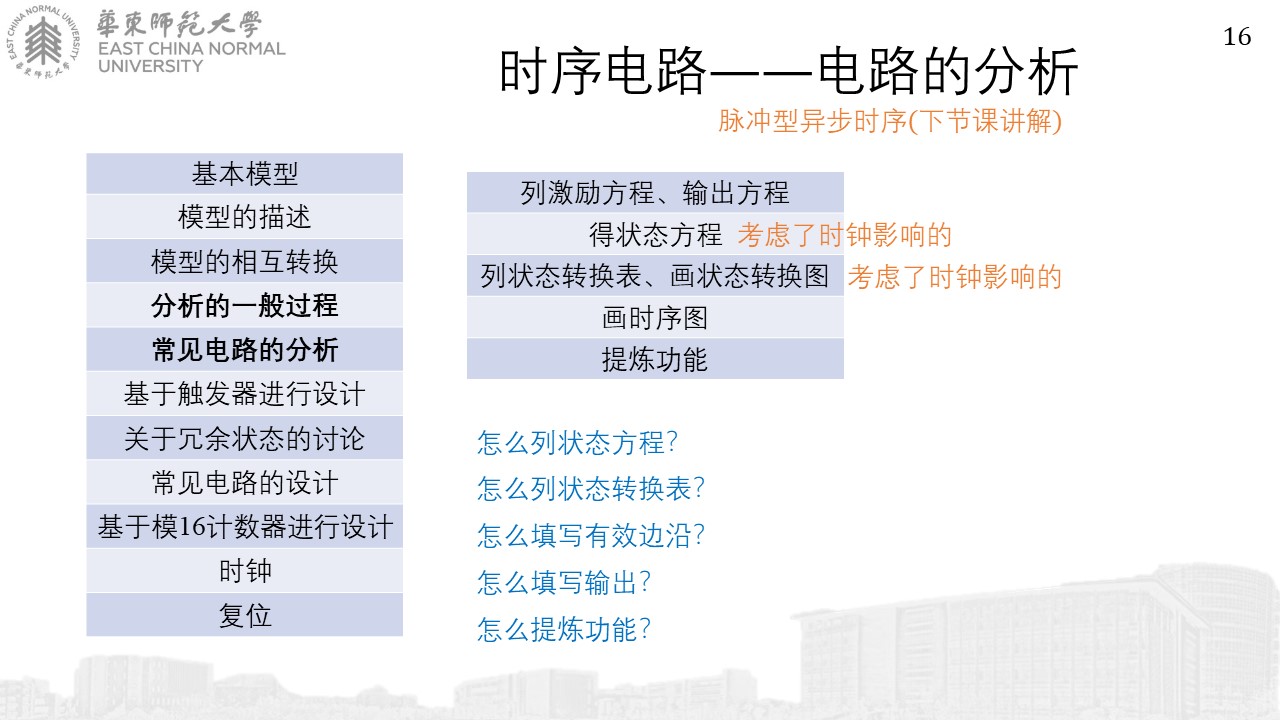 華東師範大學
EAST CHINA NORMAL
UNIVERSITY
EAST CHINA NORMAL UNIVERSITY
華東师范大学
16
时序电路——电路的分析
脉冲型异步时序(下节课讲解)
基本模型
模型的描述
模型的相互转换
分析的一般过程
常见电路的分析
基于触发器进行设计
关于冗余状态的讨论
常见电路的设计
基于模16计数器进行设计
时钟
复位
列激励方程、输出方程
得状态方程 考虑了时钟影响的
列状态转换表、画状态转换图 考虑了时钟影响的
画时序图
提炼功能
怎么列状态方程?
怎么列状态转换表?
怎么填写有效边沿?
怎么填写输出?
怎么提炼功能?